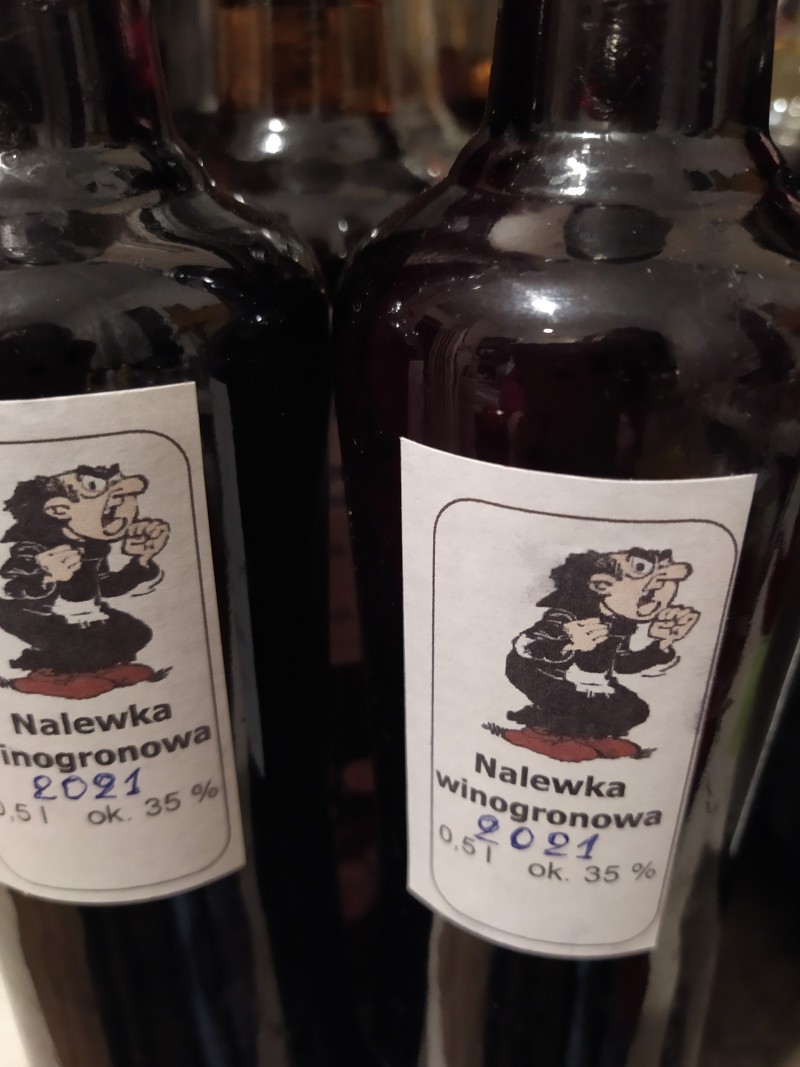 Nalewka
inogronowa
2021
0,5 l ok. 35 %
Nalewka
winogronowa
2021
0,5 l ok. 35 %